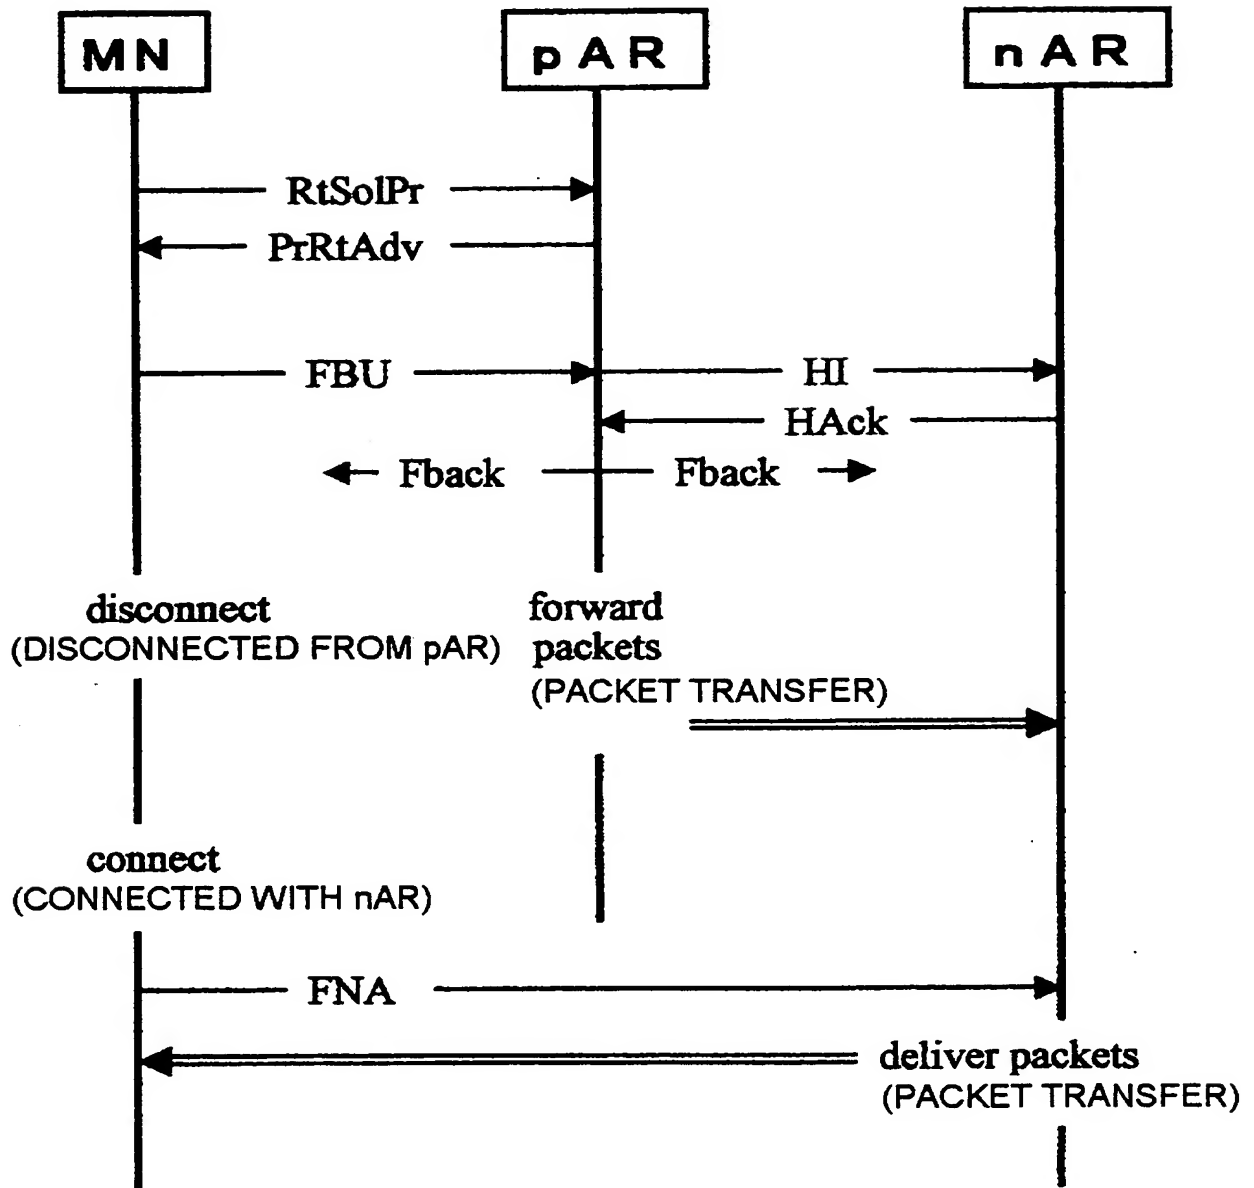 MN
pAR
nAR
RtSolPr
PrRtAdv
FBU
HI
HAck
Fback
Fback
disconnect
(DISCONNECTED FROM pAR)
forward
packets
(PACKET TRANSFER)
connect
(CONNECTED WITH nAR)
FNA
deliver packets
(PACKET TRANSFER)